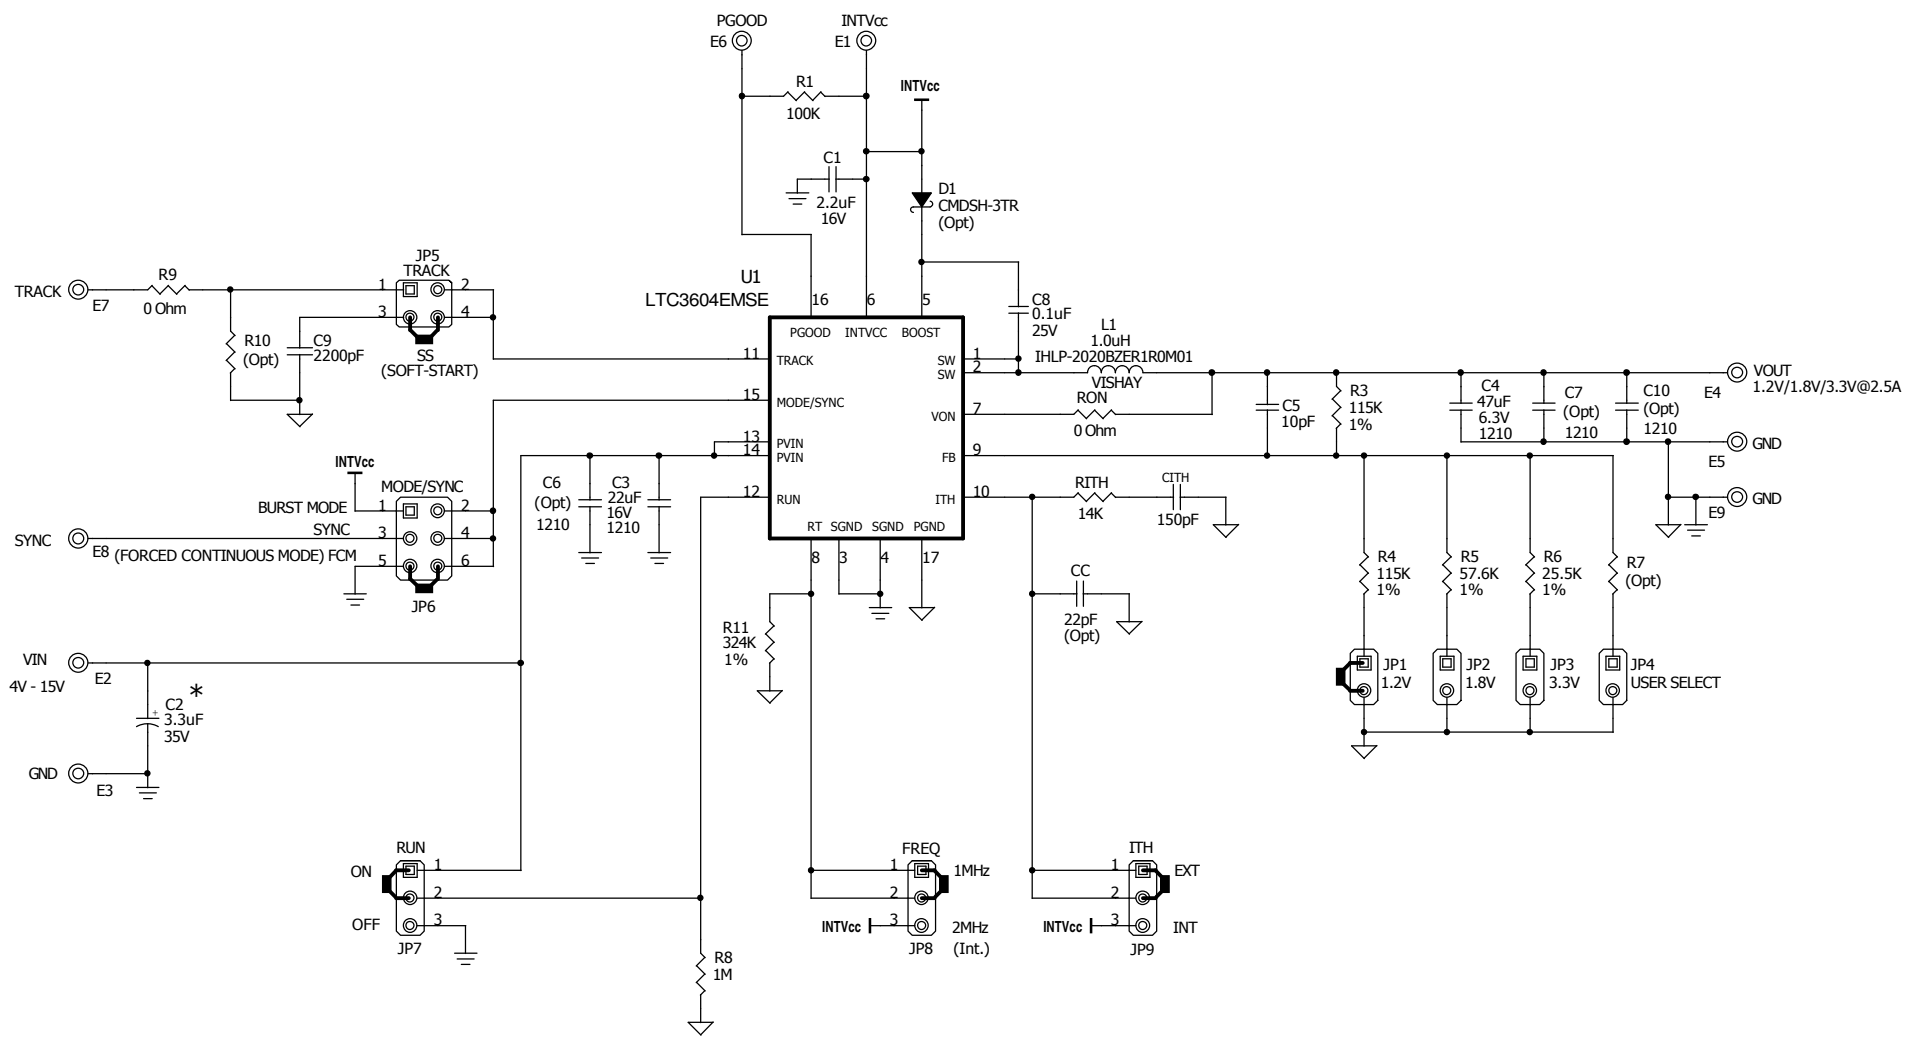 PGOOD
E6
INTVcc
E1
R1
100K
INTVcc
C1
2.2uF
16V
D1
CMDSH-3TR
(Opt)
TRACK
E7
R9
0 Ohm
R10
(Opt)
C9
2200pF
JP5
TRACK
1
2
3
4
SS
(SOFT-START)
U1
LTC3604EMSE
16
6
5
PGOOD
INTVCC
BOOST
11
TRACK
15
MODE/SYNC
13
PVIN
14
PVIN
12
RUN
SW
1
SW
2
VON
7
FB
9
ITH
10
RT
SGND
SGND
PGND
8
3
4
17
C8
0.1uF
25V
L1
1.0uH
IHLP-2020BZER1R0M01
VISHAY
RON
0 Ohm
C5
10pF
R3
115K
1%
C4
47uF
6.3V
1210
C7
(Opt)
1210
C10
(Opt)
1210
VOUT
1.2V/1.8V/3.3V@2.5A
E4
GND
E5
GND
E9
INTVcc
MODE/SYNC
BURST MODE
1
2
SYNC
3
4
SYNC
E8
(FORCED CONTINUOUS MODE) FCM
5
6
JP6
C6
(Opt)
1210
C3
22uF
16V
1210
RITH
14K
CITH
150pF
CC
22pF
(Opt)
R11
324K
1%
R4
115K
1%
R5
57.6K
1%
R6
25.5K
1%
R7
(Opt)
JP1
1.2V
JP2
1.8V
JP3
3.3V
JP4
USER SELECT
VIN
4V - 15V
E2
C2
*
+
3.3uF
35V
GND
E3
RUN
ON
1
2
OFF
3
JP7
R8
1M
FREQ
1
1MHz
2
INTVcc
3
2MHz
(Int.)
JP8
ITH
1
EXT
2
INTVcc
3
INT
JP9